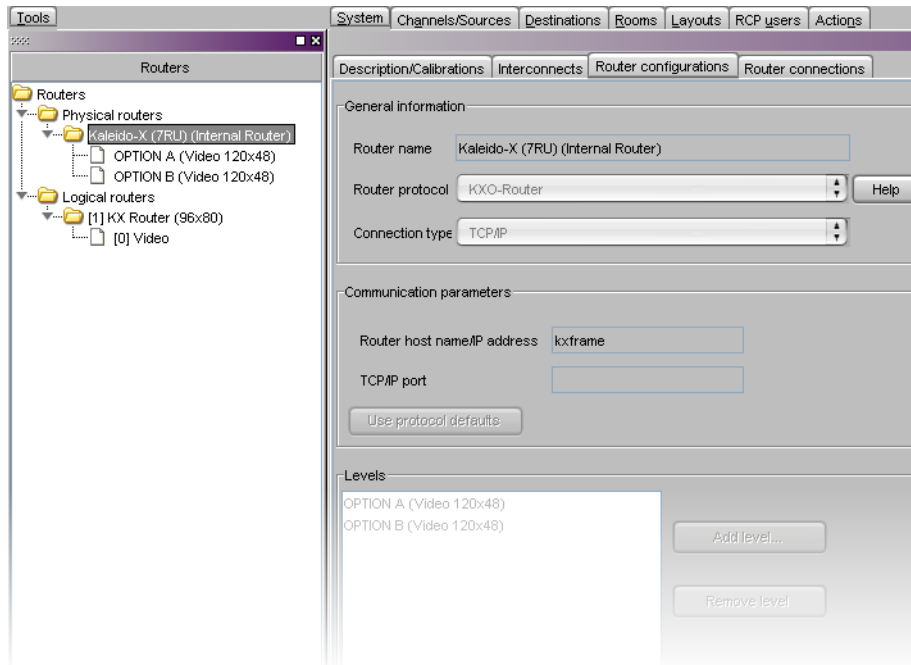 Tools
Routers
Routers
Physical routers
Kaleido-X (7RU) (Internal Router)
OPTION A (Video 120x48)
OPTION B (Video 120x48)
Logical routers
[1] KX Router (96x80)
[0] Video
System Channels/Sources Destinations Rooms Layouts RCP users Actions
Description/Calibrations Interconnects Router configurations Router connections
General information
Router name Kaleido-X (7RU) (Internal Router)
Router protocol KXO-Router Help
Connection type TCP/IP
Communication parameters
Router host name/IP address kxframe
TCP/IP port
Use protocol defaults
Levels
OPTION A (Video 120x48)
OPTION B (Video 120x48)
Add level...
Remove level